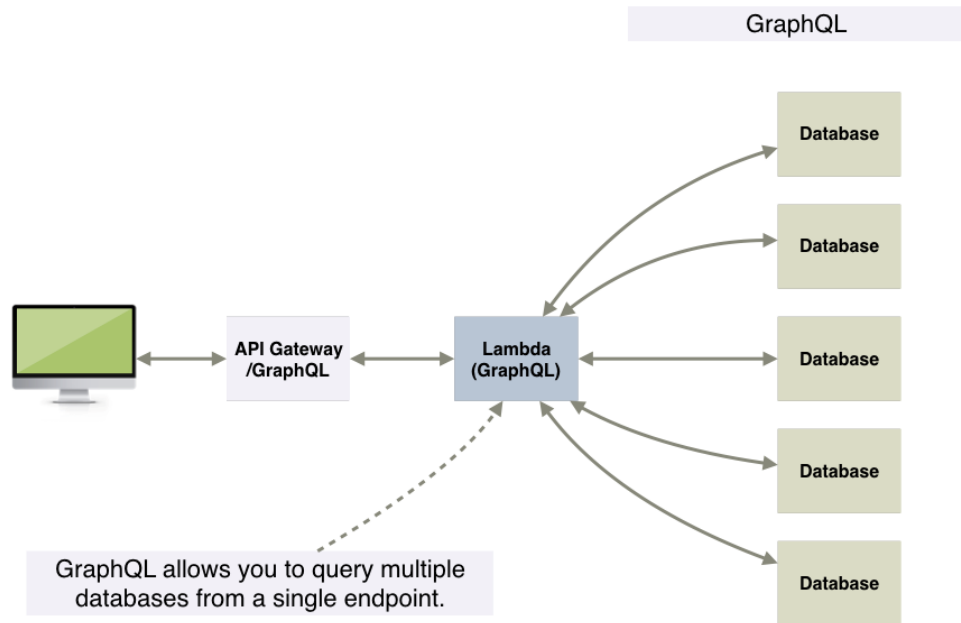 GraphQL
Database
Database
API Gateway
/GraphQL
Lambda
(GraphQL)
Database
Database
GraphQL allows you to query multiple
databases from a single endpoint.
Database